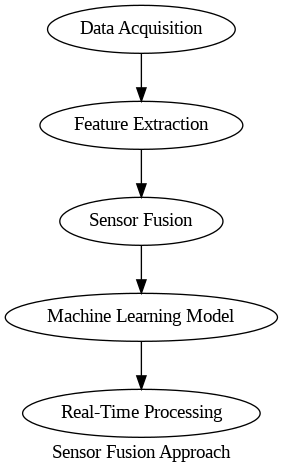 Data Acquisition
Feature Extraction
Sensor Fusion
Machine Learning Model
Real-Time Processing
Sensor Fusion Approach